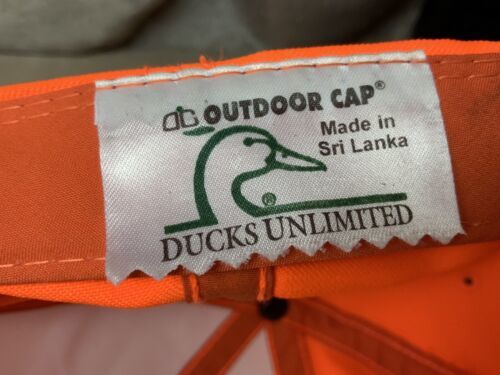 OUTDOOR CAP®
Made in
Sri Lanka
®
DUCKS UNLIMITED